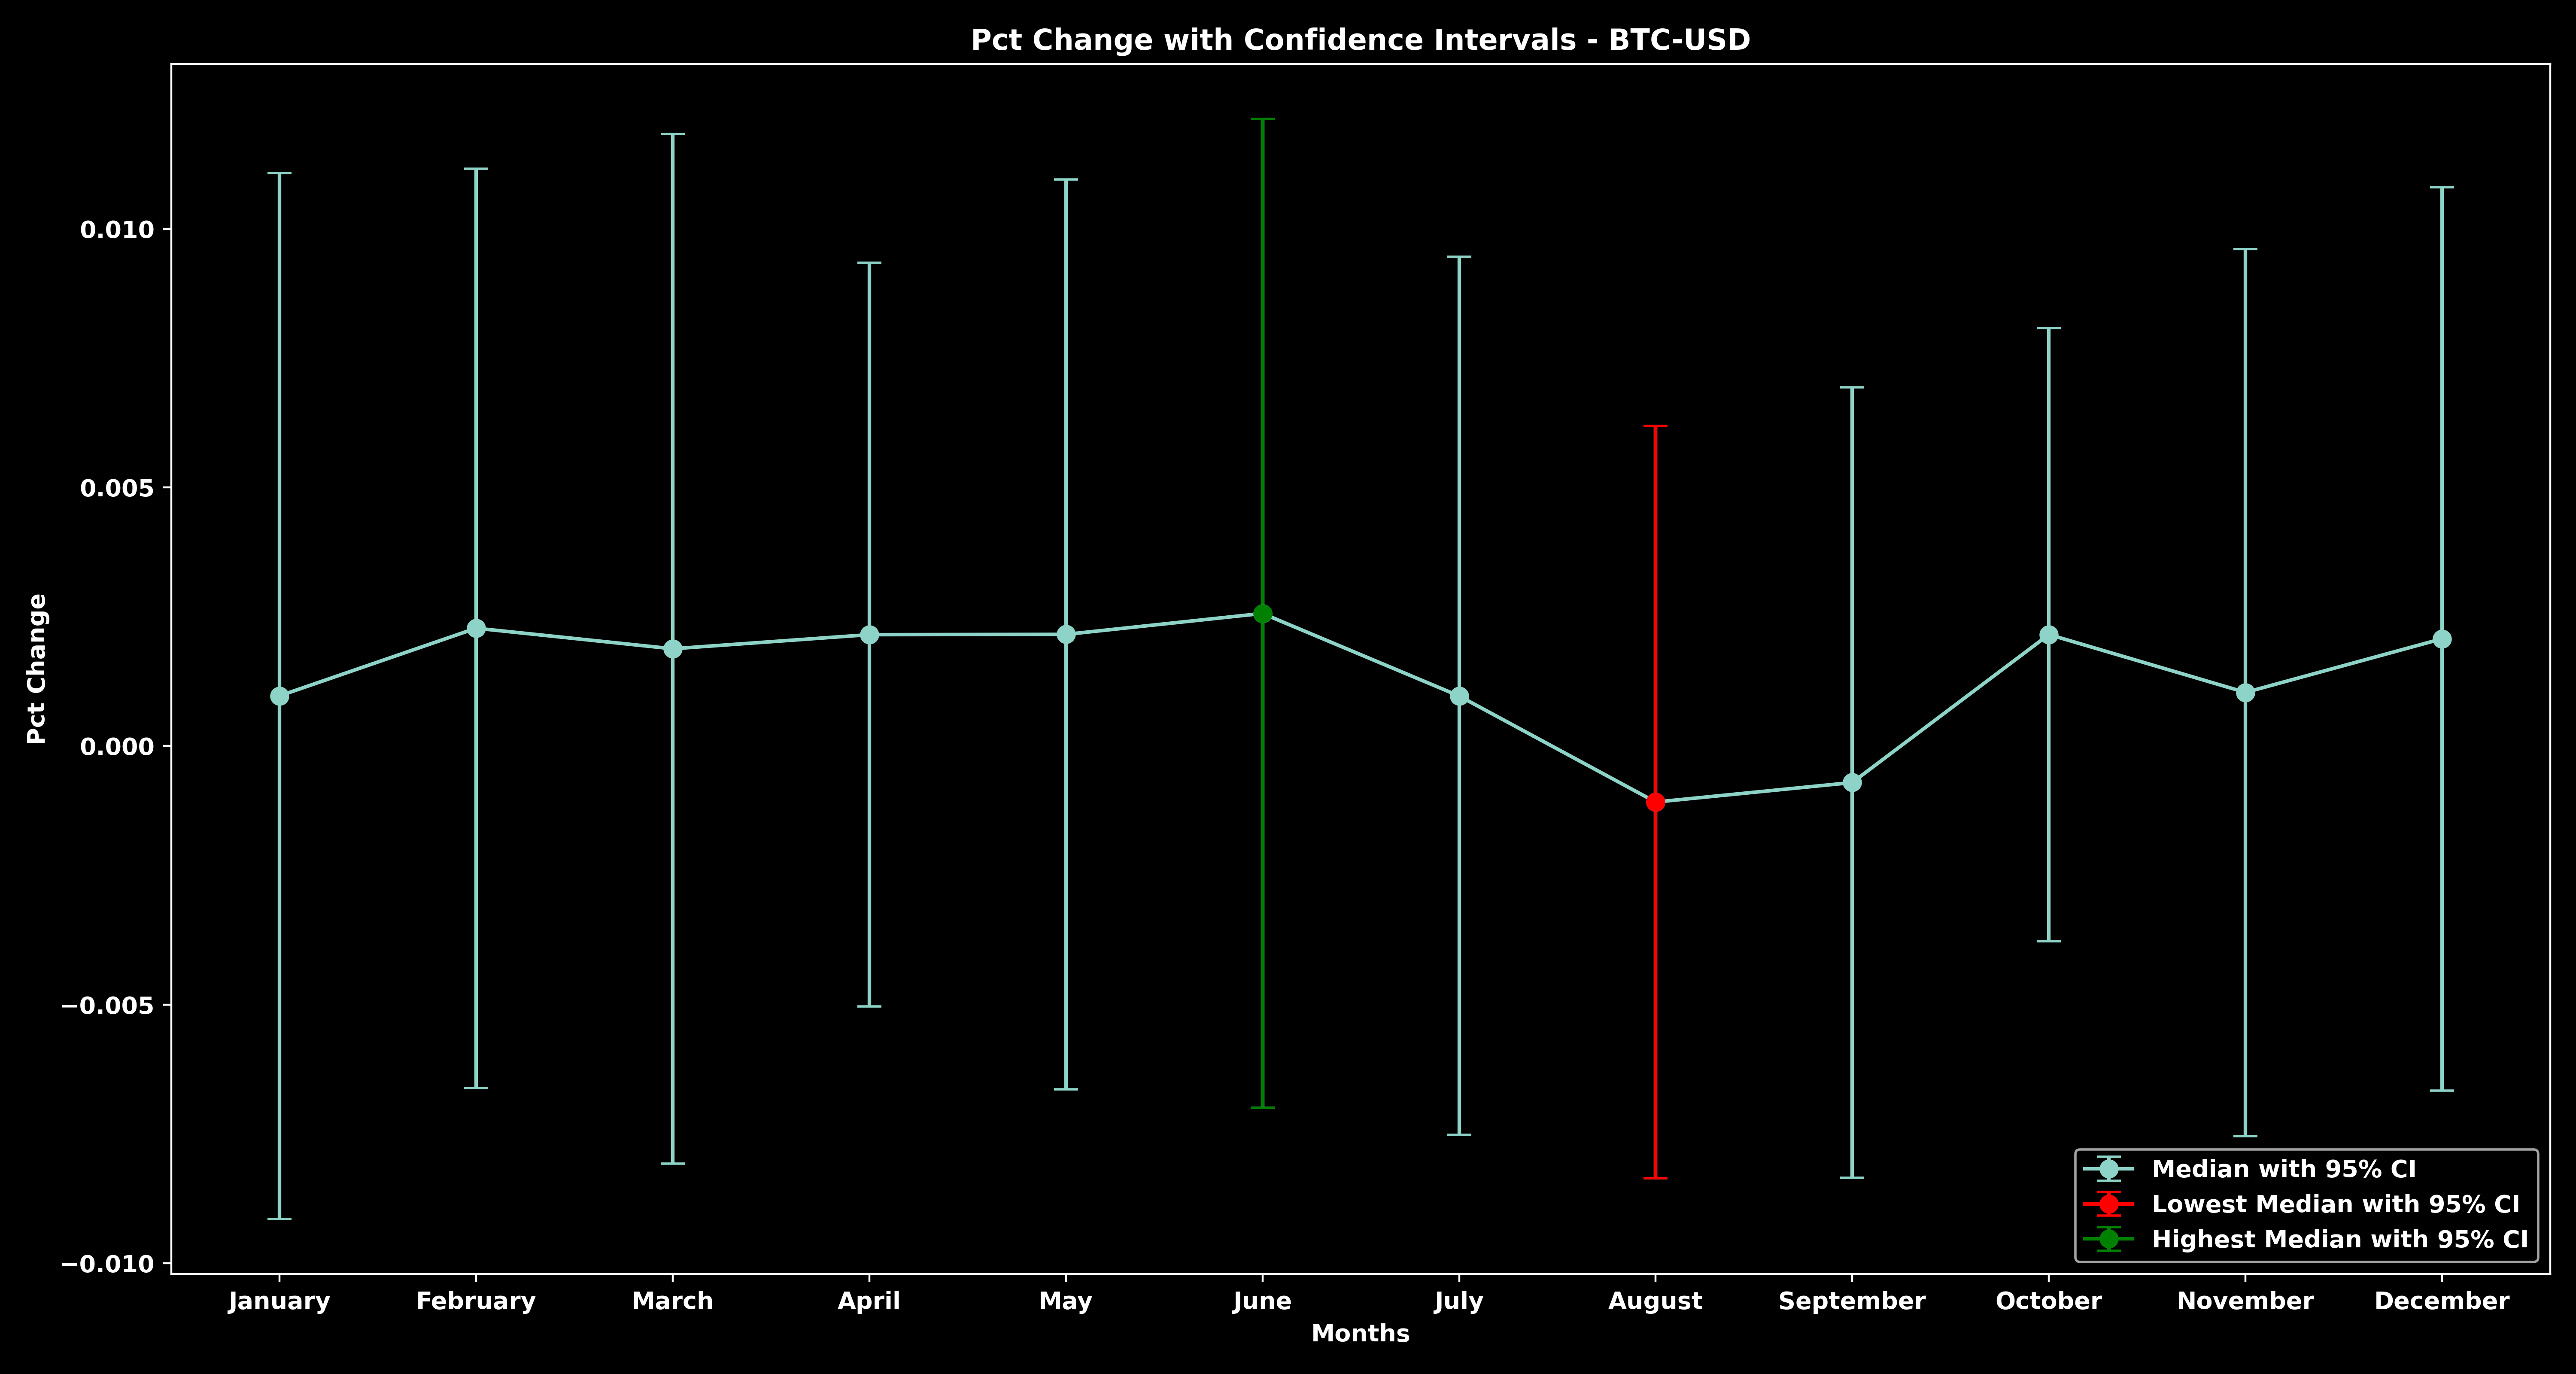 Pct Change with Confidence Intervals - BTC-USD
Pct Change
0.010
0.005
0.000
−0.005
−0.010
Median with 95% CI
Lowest Median with 95% CI
Highest Median with 95% CI
January February March April May June July August September October November December
Months